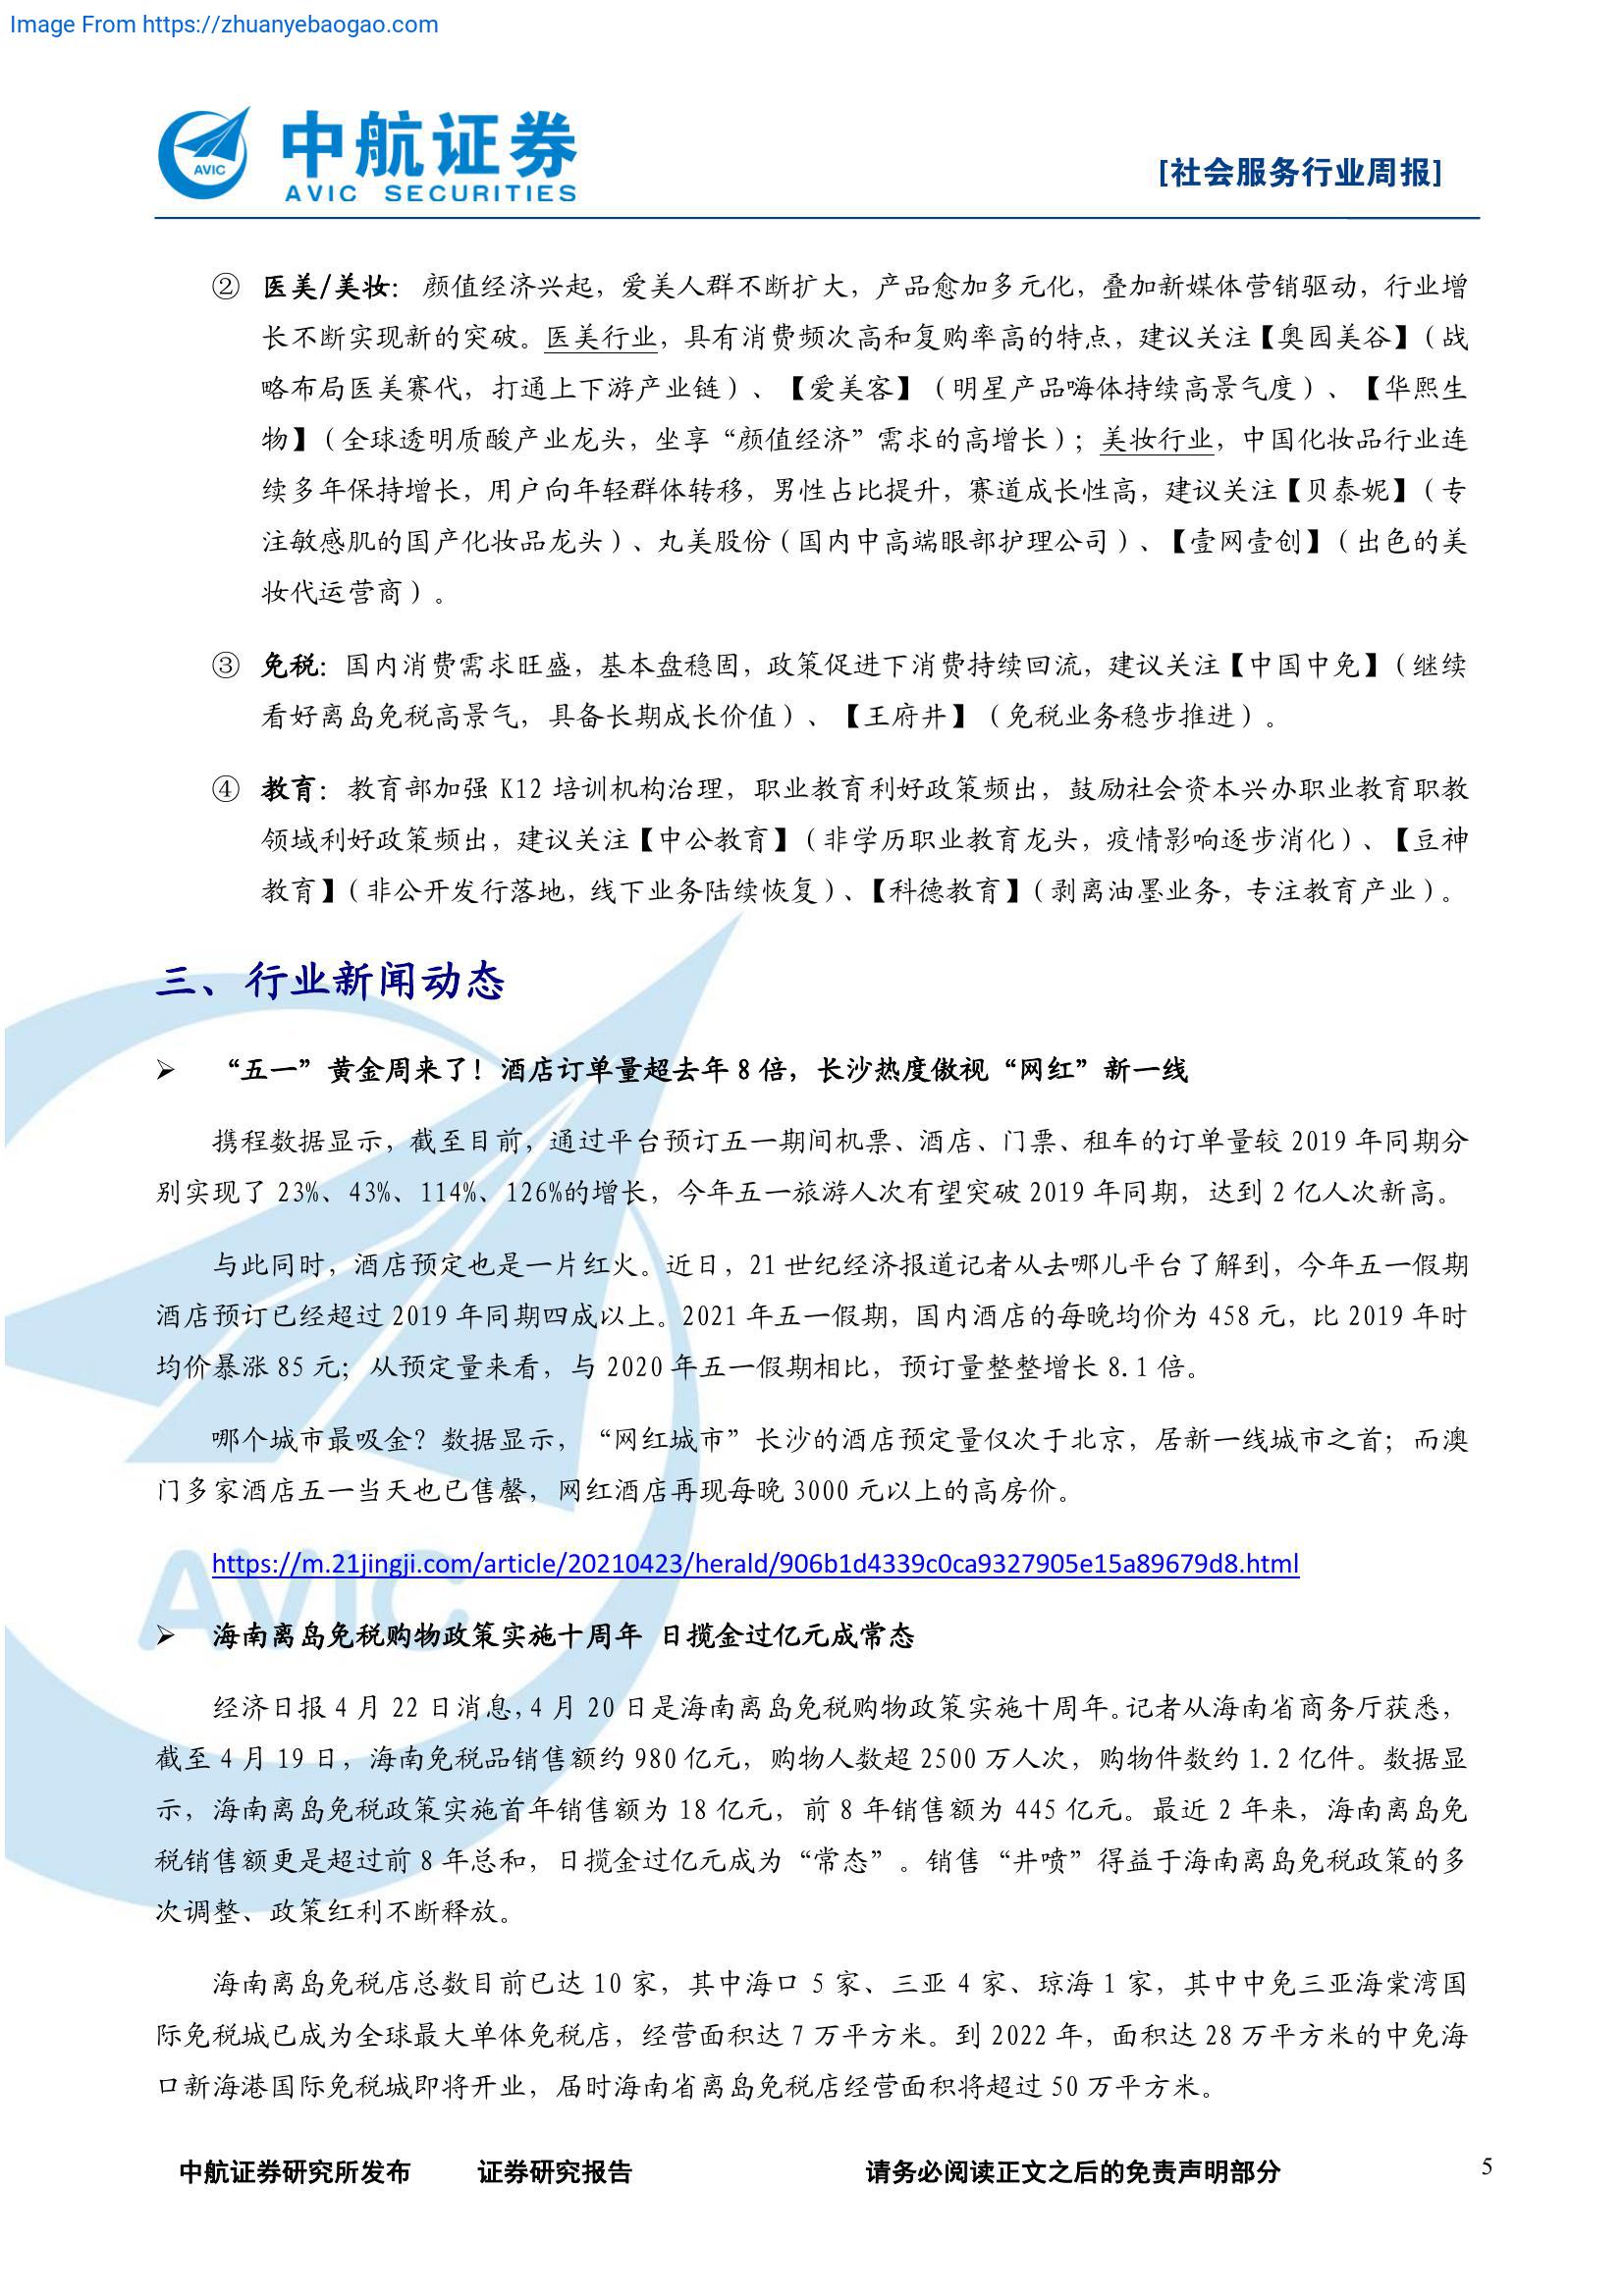 Image From https://zhuanyebaogao.com
AVIC
中航证券
AVIC SECURITIES
[社会服务行业周报]
② 医美/美妆：颜值经济兴起，爱美人群不断扩大，产品愈加多元化，叠加新媒体营销驱动，行业增
长不断实现新的突破。医美行业，具有消费频次高和复购率高的特点，建议关注【奥园美谷】（战
略布局医美赛代，打通上下游产业链）、【爱美客】（明星产品嗨体持续高景气度）、【华熙生
物】（全球透明质酸产业龙头，坐享“颜值经济”需求的高增长）；美妆行业，中国化妆品行业连
续多年保持增长，用户向年轻群体转移，男性占比提升，赛道成长性高，建议关注【贝泰妮】（专
注敏感肌的国产化妆品龙头）、丸美股份（国内中高端眼部护理公司）、【壹网壹创】（出色的美
妆代运营商）。
③ 免税：国内消费需求旺盛，基本盘稳固，政策促进下消费持续回流，建议关注【中国中免】（继续
看好离岛免税高景气，具备长期成长价值）、【王府井】（免税业务稳步推进）。
④ 教育：教育部加强 K12 培训机构治理，职业教育利好政策频出，鼓励社会资本兴办职业教育职教
领域利好政策频出，建议关注【中公教育】（非学历职业教育龙头，疫情影响逐步消化）、【豆神
教育】（非公开发行落地，线下业务陆续恢复）、【科德教育】（剥离油墨业务，专注教育产业）。
三、行业新闻动态
➢ “五一”黄金周来了！酒店订单量超去年 8 倍，长沙热度傲视“网红”新一线
携程数据显示，截至目前，通过平台预订五一期间机票、酒店、门票、租车的订单量较 2019 年同期分
别实现了 23%、43%、114%、126%的增长，今年五一旅游人次有望突破 2019 年同期，达到 2 亿人次新高。
与此同时，酒店预定也是一片红火。近日，21 世纪经济报道记者从去哪儿平台了解到，今年五一假期
酒店预订已经超过 2019 年同期四成以上。2021 年五一假期，国内酒店的每晚均价为 458 元，比 2019 年时
均价暴涨 85 元；从预定量来看，与 2020 年五一假期相比，预订量整整增长 8.1 倍。
哪个城市最吸金？数据显示，“网红城市”长沙的酒店预定量仅次于北京，居新一线城市之首；而澳
门多家酒店五一当天也已售罄，网红酒店再现每晚 3000 元以上的高房价。
https://m.21jingji.com/article/20210423/herald/906b1d4339c0ca9327905e15a89679d8.html
➢ 海南离岛免税购物政策实施十周年 日揽金过亿元成常态
经济日报 4 月 22 日消息，4 月 20 日是海南离岛免税购物政策实施十周年。记者从海南省商务厅获悉，
截至 4 月 19 日，海南免税品销售额约 980 亿元，购物人数超 2500 万人次，购物件数约 1.2 亿件。数据显
示，海南离岛免税政策实施首年销售额为 18 亿元，前 8 年销售额为 445 亿元。最近 2 年来，海南离岛免
税销售额更是超过前 8 年总和，日揽金过亿元成为“常态”。销售“井喷”得益于海南离岛免税政策的多
次调整、政策红利不断释放。
海南离岛免税店总数目前已达 10 家，其中海口 5 家、三亚 4 家、琼海 1 家，其中中免三亚海棠湾国
际免税城已成为全球最大单体免税店，经营面积达 7 万平方米。到 2022 年，面积达 28 万平方米的中免海
口新海港国际免税城即将开业，届时海南省离岛免税店经营面积将超过 50 万平方米。
AVIC
中航证券研究所发布 证券研究报告 请务必阅读正文之后的免责声明部分 5